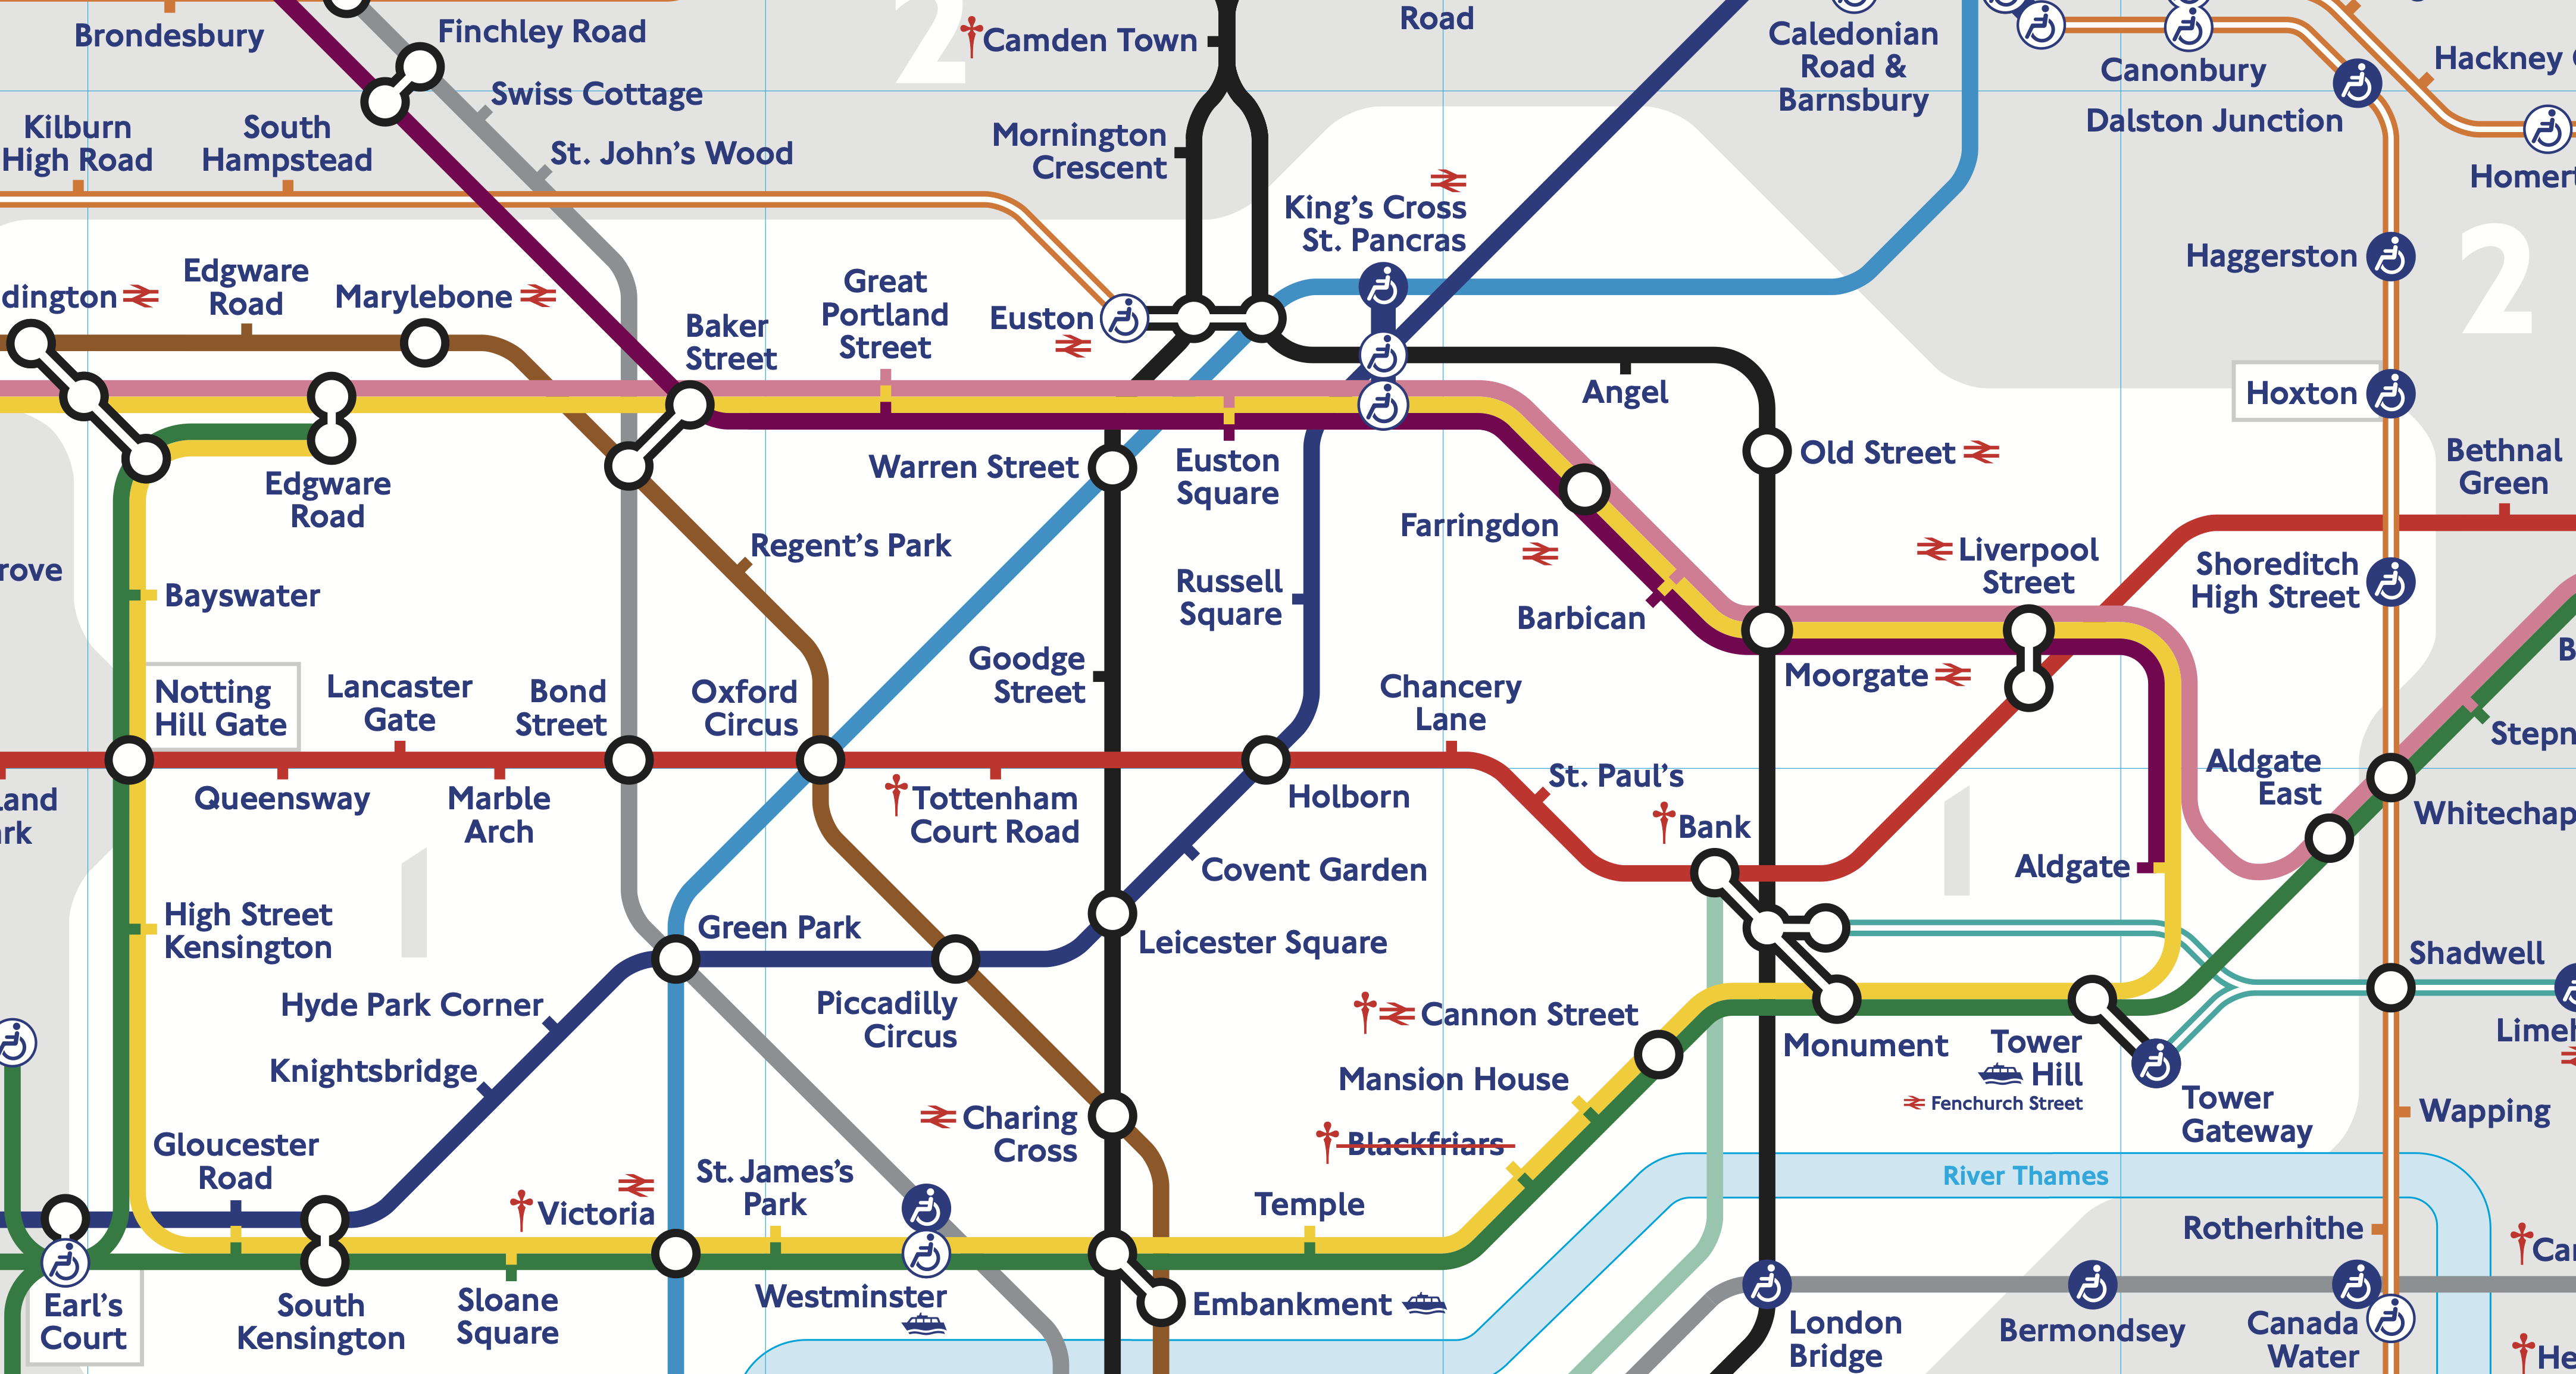 Brondesbury
Finchley Road
2
Camden Town
Road
Caledonian
Road &
Barnsbury
Canonbury
Hackney
Dalston Junction
Swiss Cottage
Kilburn
High Road
South
Hampstead
St. John's Wood
Mornington
Crescent
King's Cross
St. Pancras
Homert
Haggerston
2
dington
Edgware
Road
Marylebone
Baker
Street
Great
Portland
Street
Euston
Angel
Hoxton
Edgware
Road
Warren Street
Euston
Square
Old Street
Bethnal
Green
Farringdon
Regent's Park
Liverpool
Street
Shoreditch
High Street
rove
Bayswater
Russell
Square
Barbican
B
Notting
Hill Gate
Lancaster
Gate
Bond
Street
Oxford
Circus
Goodge
Street
Chancery
Lane
Moorgate
Stepn
Queensway
Marble
Arch
Tottenham
Court Road
Holborn
St. Paul's
Bank
Aldgate
East
Whitechap
land
rk
1
1
Covent Garden
Aldgate
High Street
Kensington
Green Park
Leicester Square
Shadwell
Hyde Park Corner
Piccadilly
Circus
Cannon Street
Monument
Tower
Hill
Fenchurch Street
Limeh
Knightsbridge
Mansion House
Tower
Gateway
Wapping
Charing
Cross
Blackfriars
Gloucester
Road
Victoria
St. James's
Park
Temple
River Thames
Rotherhithe
Car
Earl's
Court
South
Kensington
Sloane
Square
Westminster
Embankment
London
Bridge
Bermondsey
Canada
Water
He